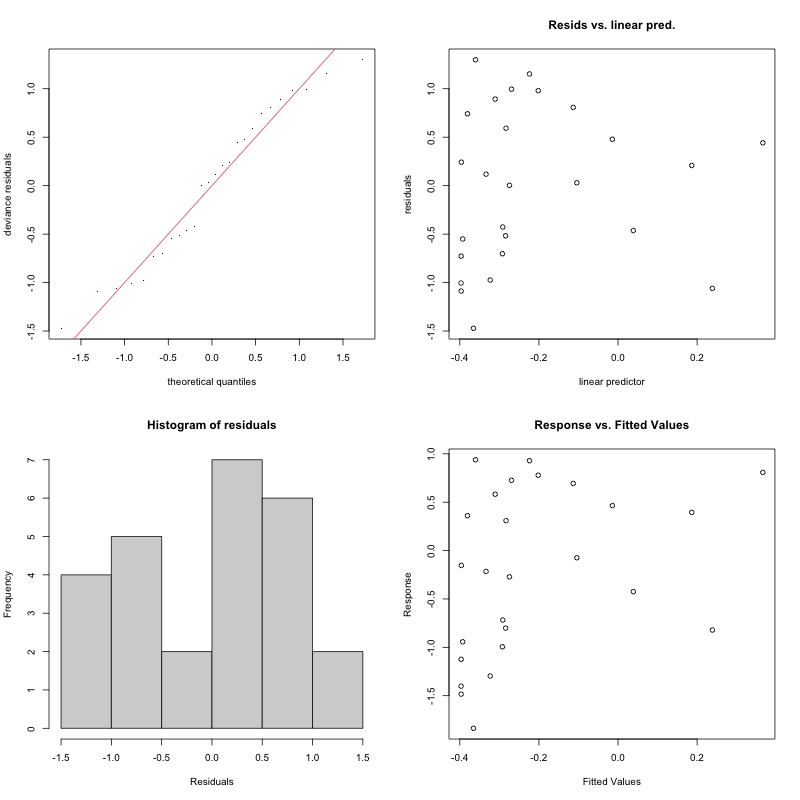 deviance residuals
1.0
0.5
0.0
-0.5
-1.0
-1.5
-1.5 -1.0 -0.5 0.0 0.5 1.0 1.5
theoretical quantiles
Resids vs. linear pred.
residuals
1.0
0.5
0.0
-0.5
-1.0
-1.5
-0.4 -0.2 0.0 0.2
linear predictor
Histogram of residuals
Frequency
7
6
5
4
3
2
1
0
-1.5 -1.0 -0.5 0.0 0.5 1.0 1.5
Residuals
Response vs. Fitted Values
Response
1.0
0.5
0.0
-0.5
-1.0
-1.5
-0.4 -0.2 0.0 0.2
Fitted Values